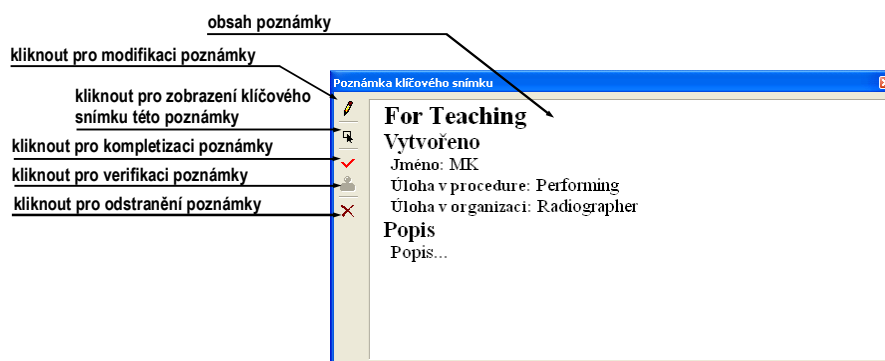 obsah poznámky
kliknout pro modifikaci poznámky
kliknout pro zobrazení klíčového
snímku této poznámky
kliknout pro kompletizaci poznámky
kliknout pro verifikaci poznámky
kliknout pro odstranění poznámky
Poznámka klíčového snímku
For Teaching
Vytvořeno
Jméno: MK
Úloha v procedure: Performing
Úloha v organizaci: Radiographer
Popis
Popis...